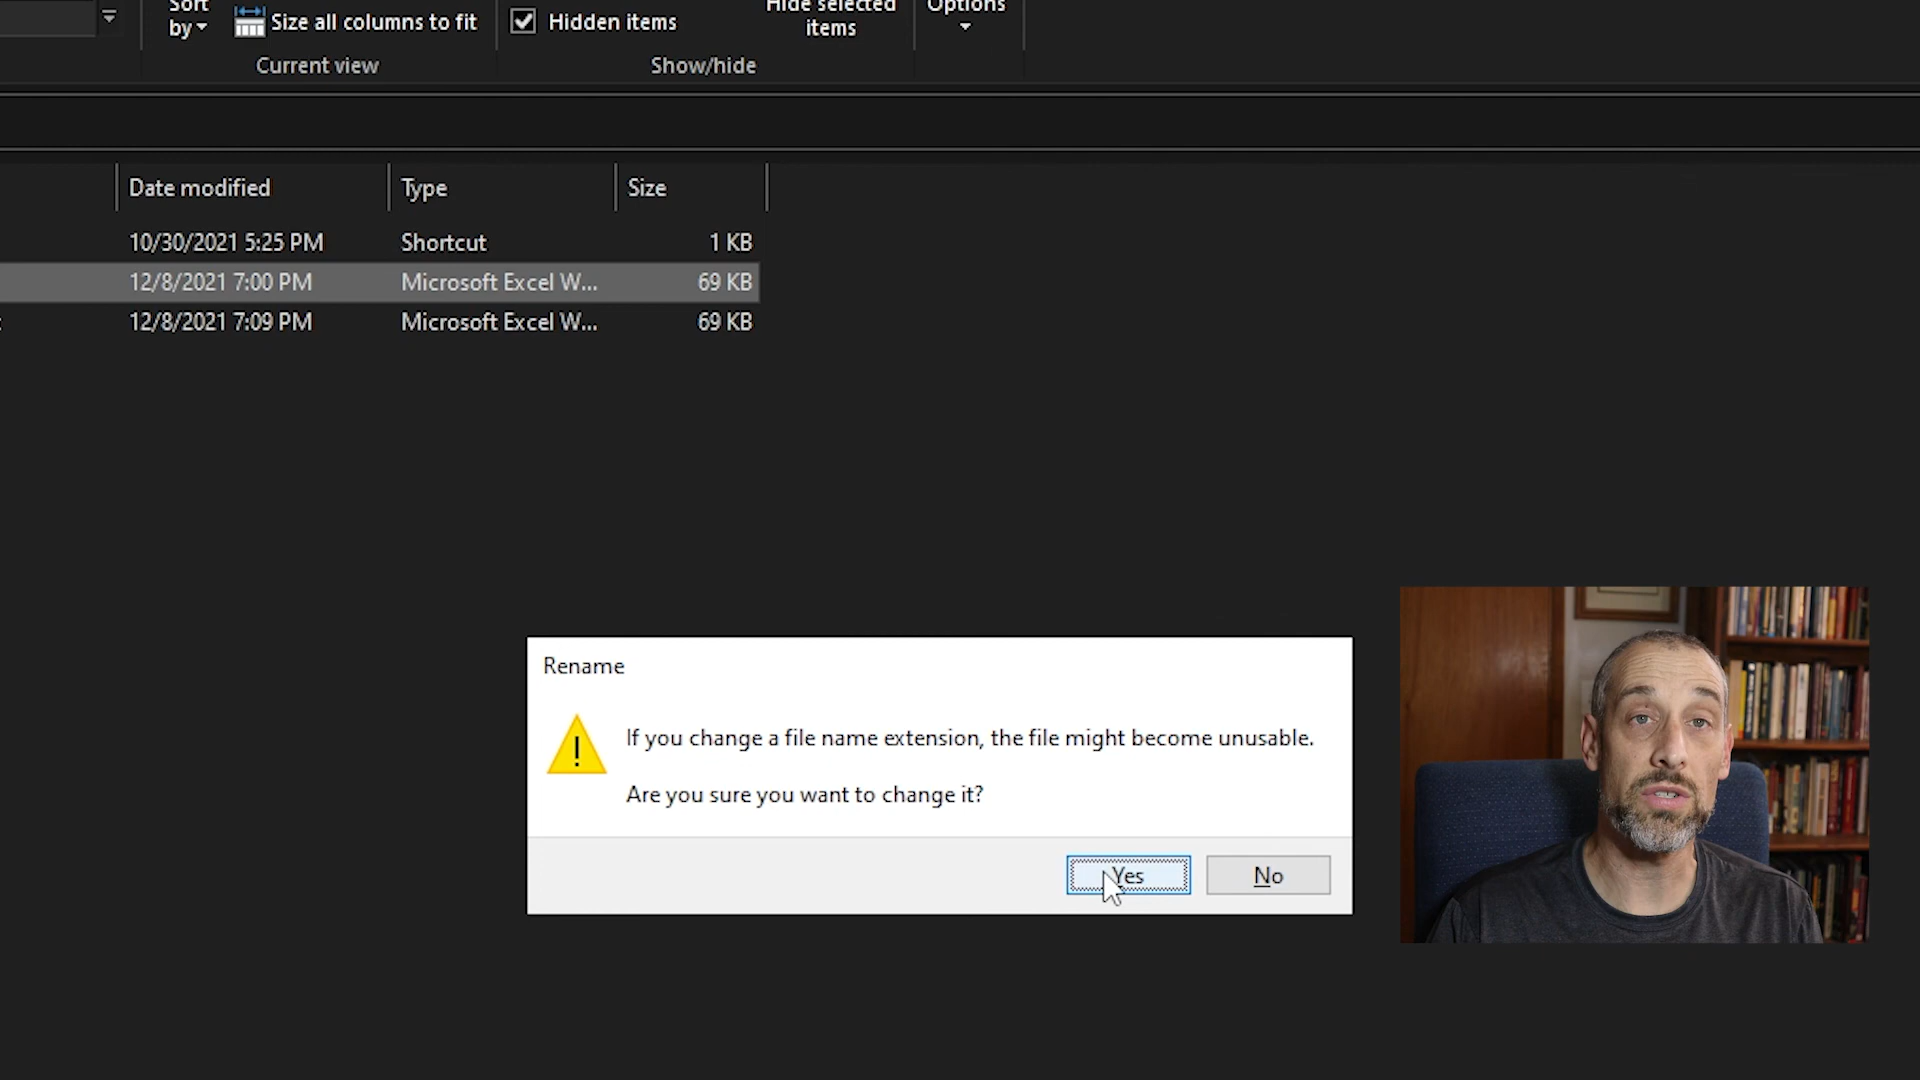 Sort
by
Size all columns to fit
Hidden items
Hide selected
items
Options
Current view
Show/hide
Date modified
Type
Size
10/30/2021 5:25 PM
Shortcut
1 KB
12/8/2021 7:00 PM
Microsoft Excel W...
69 KB
12/8/2021 7:09 PM
Microsoft Excel W...
69 KB
Rename
If you change a file name extension, the file might become unusable.
Are you sure you want to change it?
Yes
No